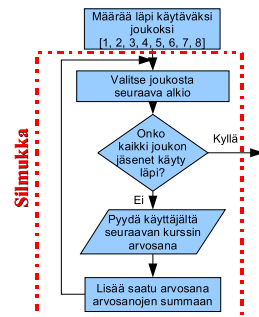 Määrää läpi käytäväksi
joukoksi
[1, 2, 3, 4, 5, 6, 7, 8]
Valitse joukosta
seuraava alkio
Onko
kaikki joukon
jäsenet käyty
läpi?
Kyllä
Ei
Pyydä käyttäjältä
seuraavan kurssin
arvosana
Lisää saatu arvosana
arvosanojen summaan
Silmukka